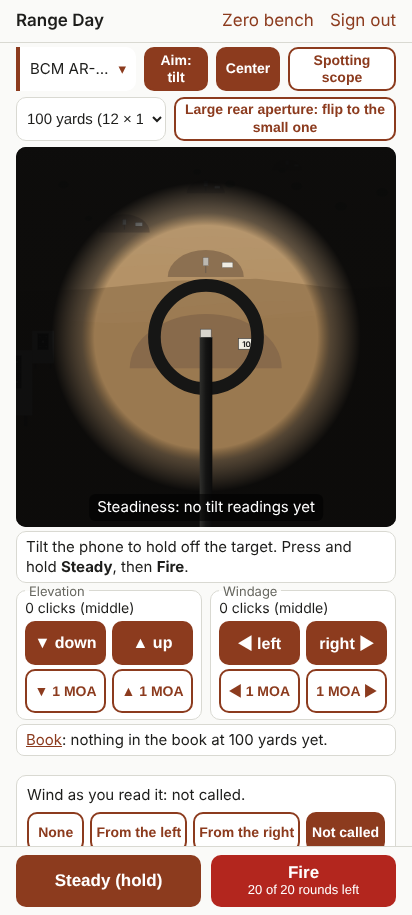 Range Day
Zero bench
Sign out
BCM AR-... ▼
Aim:
tilt
Center
Spotting
scope
100 yards (12 × 1
Large rear aperture: flip to the
small one
10
Steadiness: no tilt readings yet
Tilt the phone to hold off the target. Press and
hold Steady, then Fire.
Elevation
0 clicks (middle)
▼ down
▲ up
▼ 1 MOA
▲ 1 MOA
Windage
0 clicks (middle)
◀ left
right ▶
◀ 1 MOA
1 MOA ▶
Book: nothing in the book at 100 yards yet.
Wind as you read it: not called.
None
From the left
From the right
Not called
Steady (hold)
Fire
20 of 20 rounds left